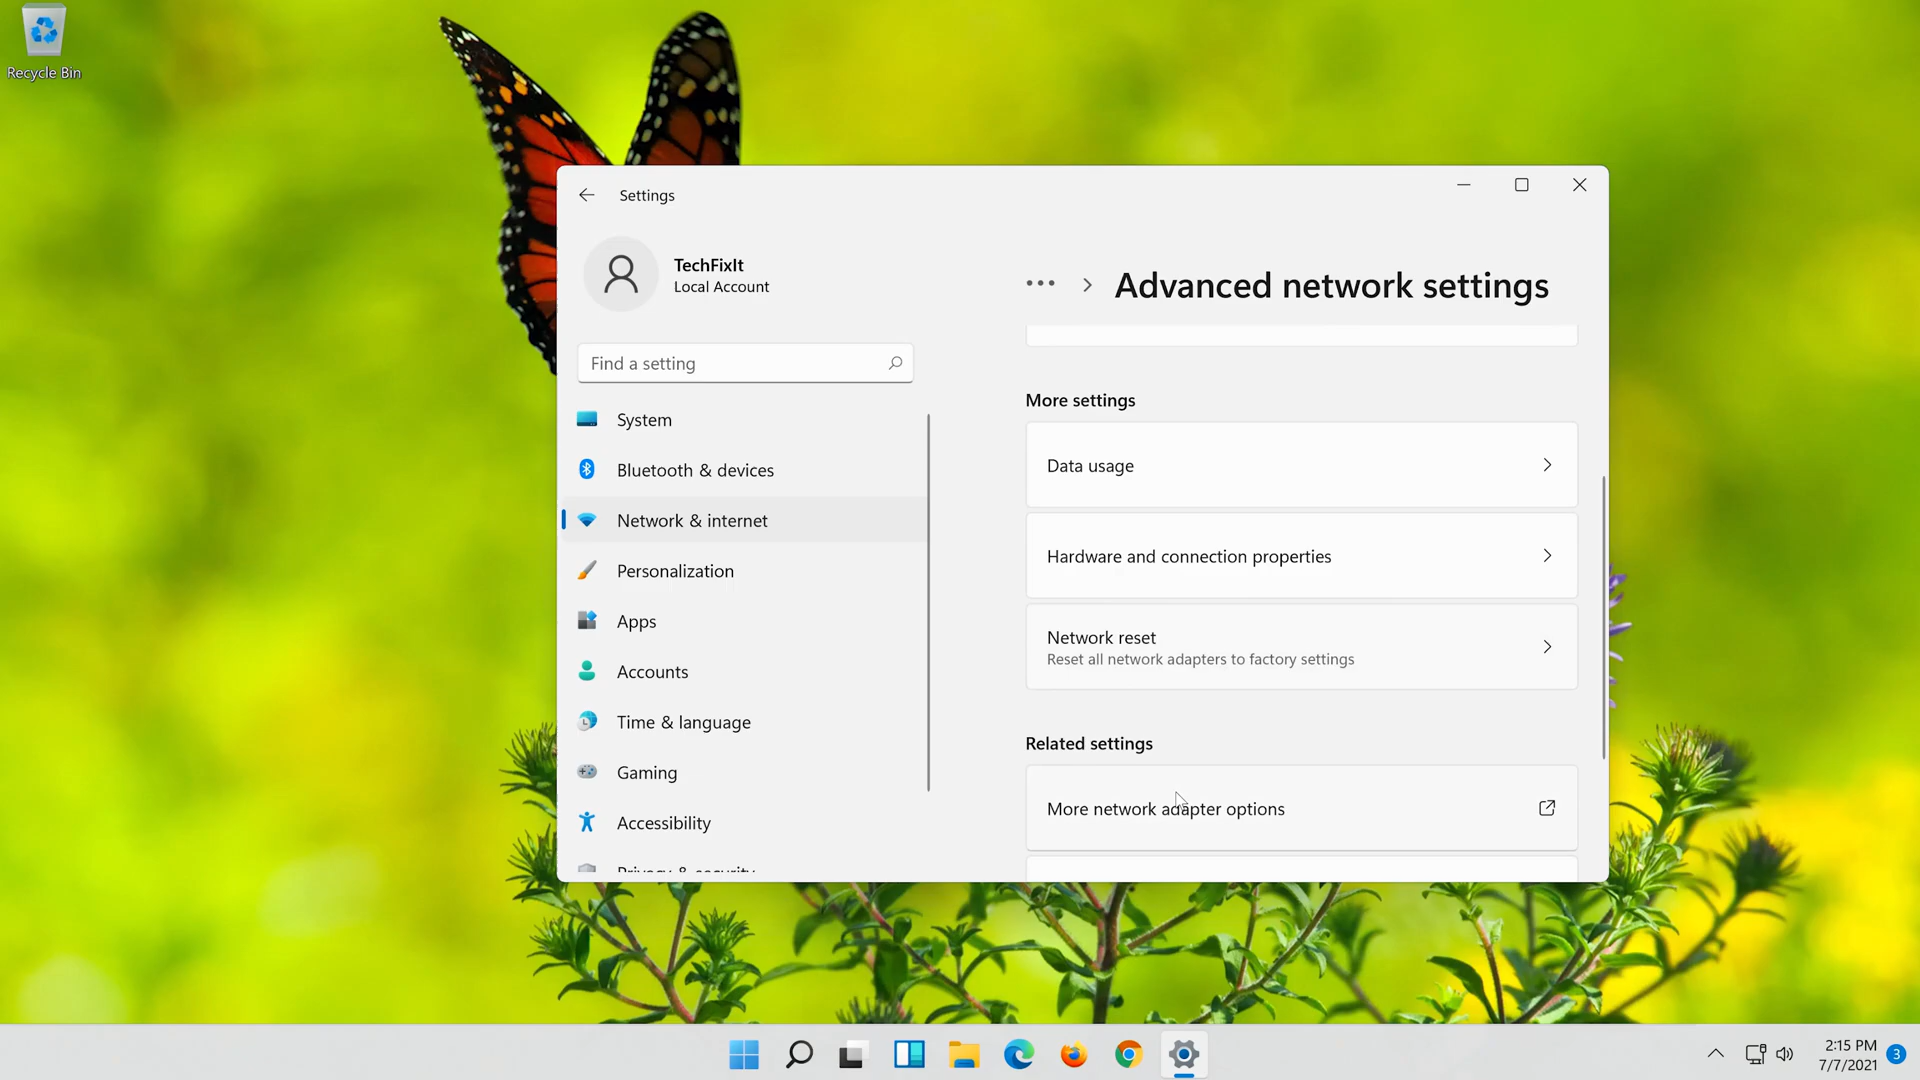 Recycle Bin
Settings
TechFixIt
Local Account
Find a setting
System
Bluetooth & devices
Network & internet
Personalization
Apps
Accounts
Time & language
Gaming
Accessibility
Privacy & security
... > Advanced network settings
More settings
Data usage
Hardware and connection properties
Network reset
Reset all network adapters to factory settings
Related settings
More network adapter options
2:15 PM
7/7/2021
3